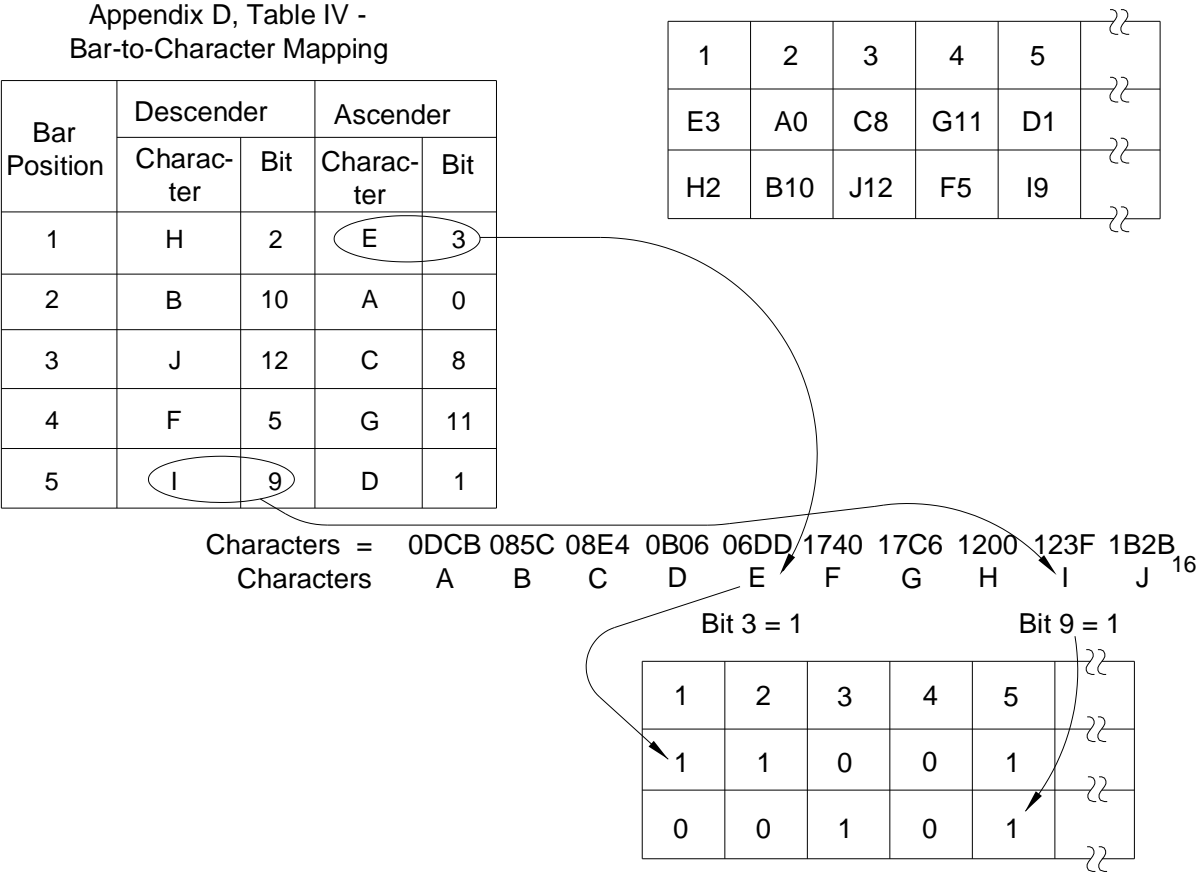 Appendix D, Table IV -
Bar-to-Character Mapping
Bar Position Descender Ascender
Charac-ter Bit Charac-ter Bit
1 H 2 E 3
2 B 10 A 0
3 J 12 C 8
4 F 5 G 11
5 I 9 D 1
1 2 3 4 5
E3 A0 C8 G11 D1
H2 B10 J12 F5 I9
Characters = 0DCB 085C 08E4 0B06 06DD 1740 17C6 1200 123F 1B2B 16
Characters A B C D E F G H I J
Bit 3 = 1 Bit 9 = 1
1 2 3 4 5
1 1 0 0 1
0 0 1 0 1